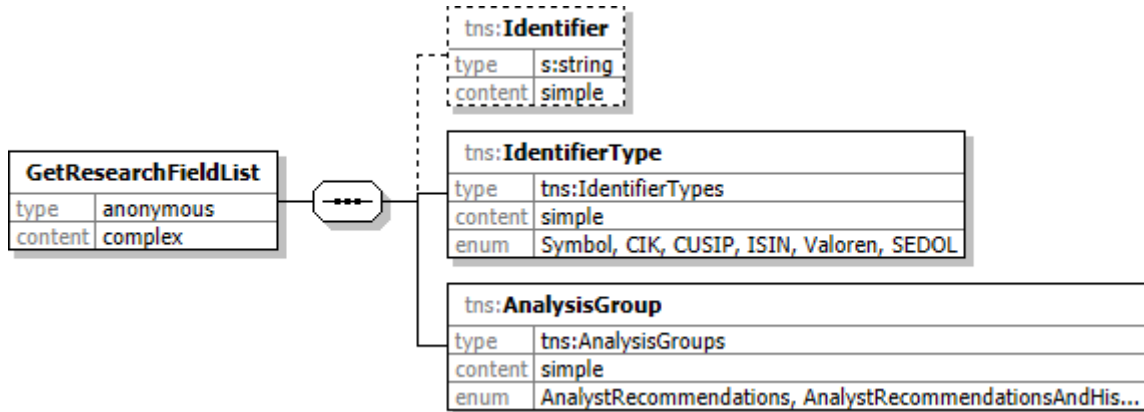 tns:Identifier
type s:string
content simple
GetResearchFieldList
type anonymous
content complex
tns:IdentifierType
type tns:IdentifierTypes
content simple
enum Symbol, CIK, CUSIP, ISIN, Valoren, SEDOL
tns:AnalysisGroup
type tns:AnalysisGroups
content simple
enum AnalystRecommendations, AnalystRecommendationsAndHis...